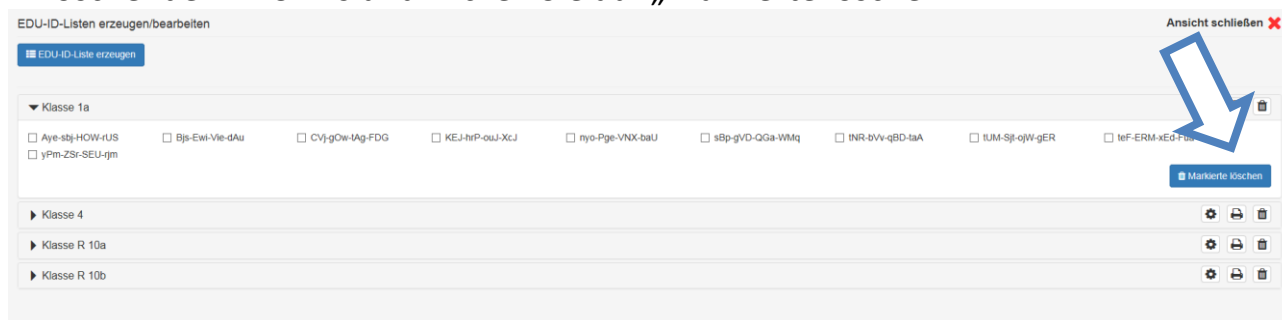 EDU-ID-Listen erzeugen/bearbeiten Ansicht schließen
EDU-ID-Liste erzeugen
Klasse 1a
Aye-sbj-HOW-rUS Bjs-Ewi-Vie-dAu CVj-gOw-tAg-FDG KEJ-hrP-ouJ-XcJ nyo-Pge-VNX-baU sBp-gVD-QGa-WMq tNR-bVv-qBD-taA tUM-Sjt-ojW-gER teF-ERM-xEd
yPm-ZSr-SEU-rjm
Markierte löschen
Klasse 4
Klasse R 10a
Klasse R 10b